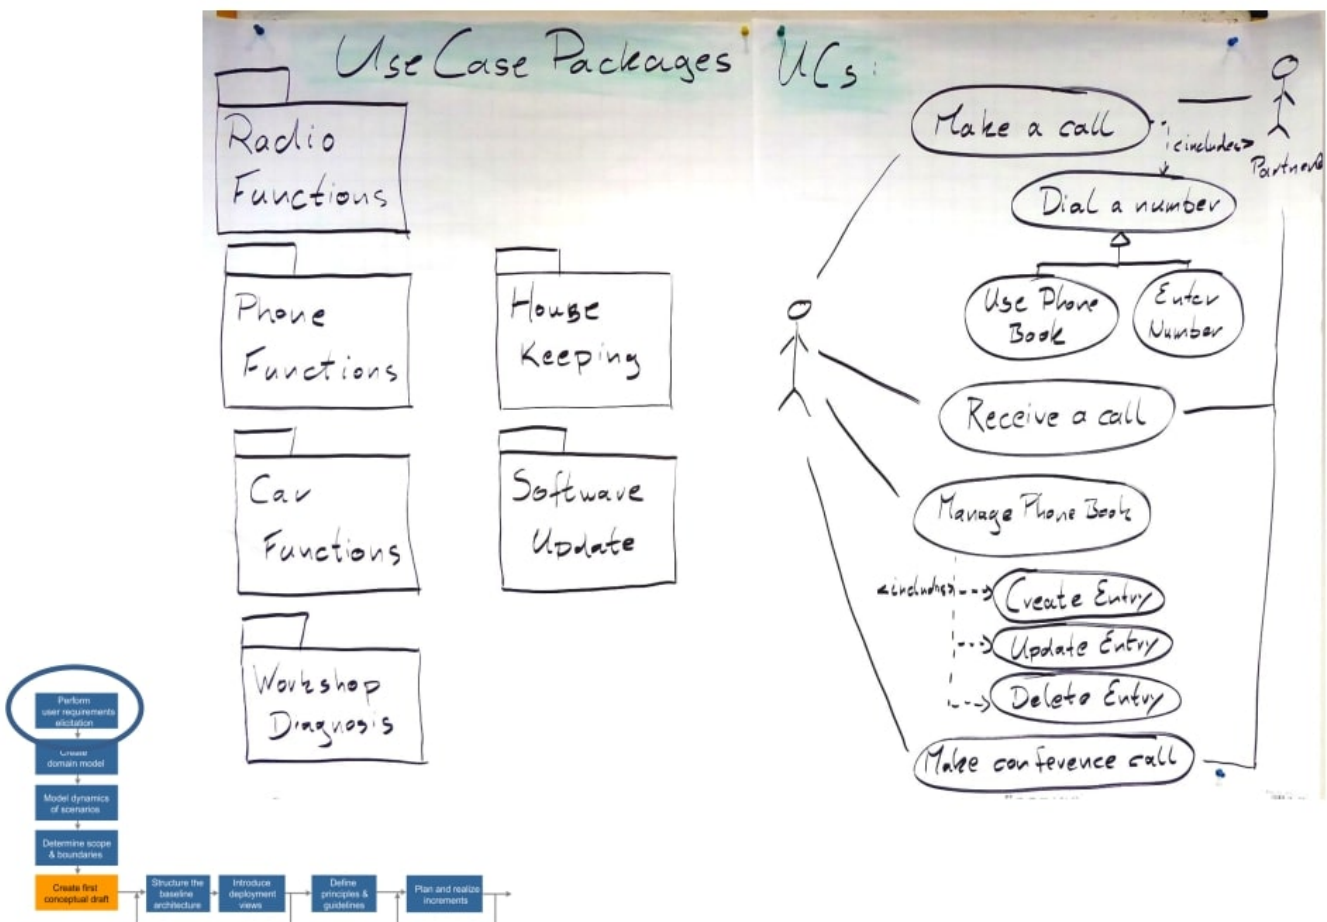 Use Case Packages
Radio
Functions
Phone
Functions
House
Keeping
Car
Functions
Software
Update
Workshop
Diagnosis
UCs:
Make a call
<includes>
Partner
Dial a number
Use Phone
Book
Enter
Number
Receive a call
Manage Phone Book
<includes>
Create Entry
Update Entry
Delete Entry
Make conference call
Perform
user requirements
elicitation
Create
domain model
Model dynamics
of scenarios
Determine scope
& boundaries
Create first
conceptual draft
Structure the
baseline
architecture
Introduce
deployment
views
Define
principles &
guidelines
Plan and realize
increments